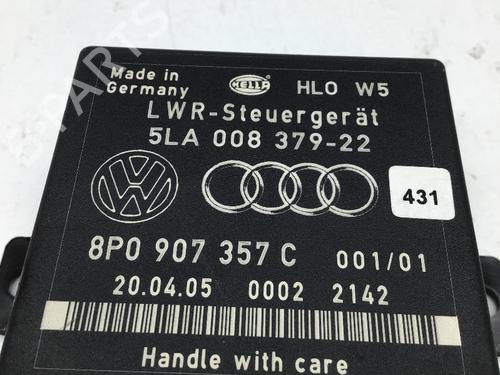 Made in
Germany
HELLA
HLO W5
LWR-Steuergerät
5LA 008 379-22
431
8P0 907 357 C 001/01
20.04.05 0002 2142
Handle with care